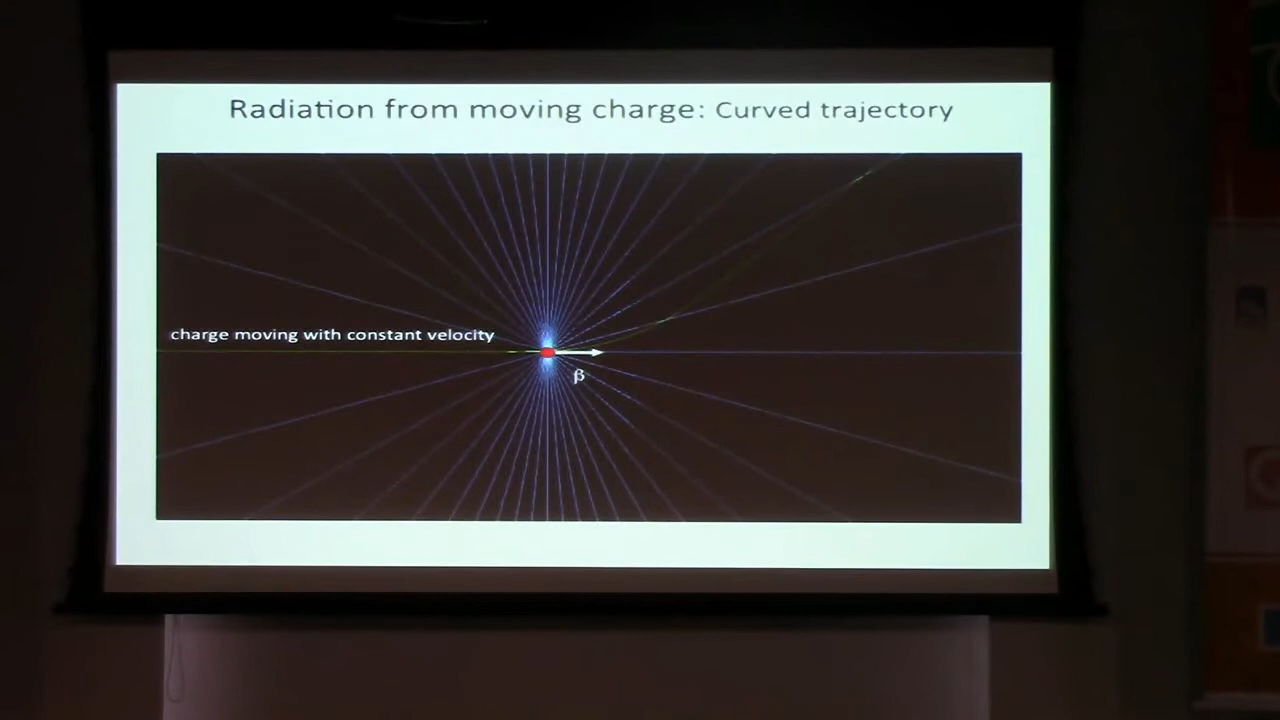 Radiation from moving charge: Curved trajectory
charge moving with constant velocity
β